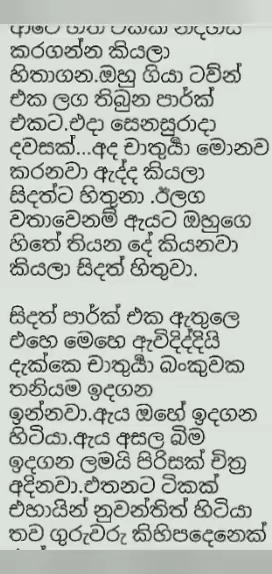 කරගන්න කියලා
හිතාගන.ඔහු ගියා ටව්න්
එක ලග තිබුන පාර්ක්
එකට.එදා සෙනසුරාදා
දවසක්...අද චාතුර්‍යා මොනව
කරනවා ඇද්ද කියලා
සිදත්ට හිතුනා .ඊලග
වතාවෙනම් ඇයට ඔහුගෙ
හිතේ තියන දේ කියනවා
කියලා සිදත් හිතුවා.

සිදත් පාර්ක් එක ඇතුලෙ
එහෙ මෙහෙ ඇවිදිද්දියි
දැක්කෙ චාතුර්‍යා බංකුවක
තනියම ඉදගන
ඉන්නවා.ඇය ඔහේ ඉදගන
හිටියා.ඇය අසල බිම
ඉදගන ලමයි පිරිසක් චිත්‍ර
අදිනවා.එතනට ටිකක්
එහායින් නුවන්තිත් හිටියා
තව ගුරුවරු කිහිපදෙනෙක්